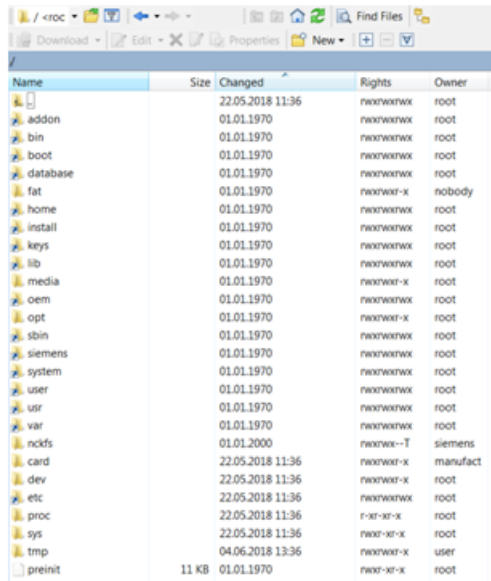 / <roc Find Files
Download Edit Properties New
/
Name Size Changed Rights Owner
.. 22.05.2018 11:36 rwxrwxrwx root
addon 01.01.1970 rwxrwxrwx root
bin 01.01.1970 rwxrwxrwx root
boot 01.01.1970 rwxrwxrwx root
database 01.01.1970 rwxrwxrwx root
fat 01.01.1970 rwxrwxr-x nobody
home 01.01.1970 rwxrwxrwx root
install 01.01.1970 rwxrwxrwx root
keys 01.01.1970 rwxrwxrwx root
lib 01.01.1970 rwxrwxrwx root
media 01.01.1970 rwxrwxr-x root
oem 01.01.1970 rwxrwxrwx root
opt 01.01.1970 rwxrwxr-x root
sbin 01.01.1970 rwxrwxrwx root
siemens 01.01.1970 rwxrwxrwx root
system 01.01.1970 rwxrwxrwx root
user 01.01.1970 rwxrwxrwx root
usr 01.01.1970 rwxrwxrwx root
var 01.01.1970 rwxrwxrwx root
nckfs 01.01.2000 rwxrwx--T siemens
card 22.05.2018 11:36 rwxrwxr-x manufact
dev 22.05.2018 11:36 rwxrwxr-x root
etc 22.05.2018 11:36 rwxrwxrwx root
proc 22.05.2018 11:36 r-xr-xr-x root
sys 22.05.2018 11:36 rwxr-xr-x root
tmp 04.06.2018 13:36 rwxrwxr-x user
preinit 11 KB 01.01.1970 rwxr-xr-x root